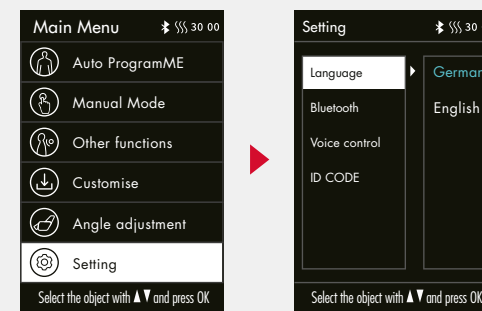 Main Menu 30 00
Auto ProgramME
Manual Mode
Other functions
Customise
Angle adjustment
Setting
Select the object with ▲▼ and press OK
Setting 30
Language
Bluetooth
Voice control
ID CODE
German
English
Select the object with ▲▼ and press OK